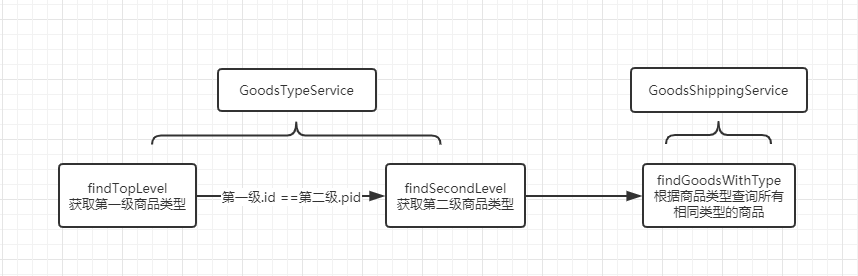 GoodsTypeService
GoodsShippingService
findTopLevel
获取第一级商品类型
第一级.id ==第二级.pid
findSecondLevel
获取第二级商品类型
findGoodsWithType
根据商品类型查询所有
相同类型的商品